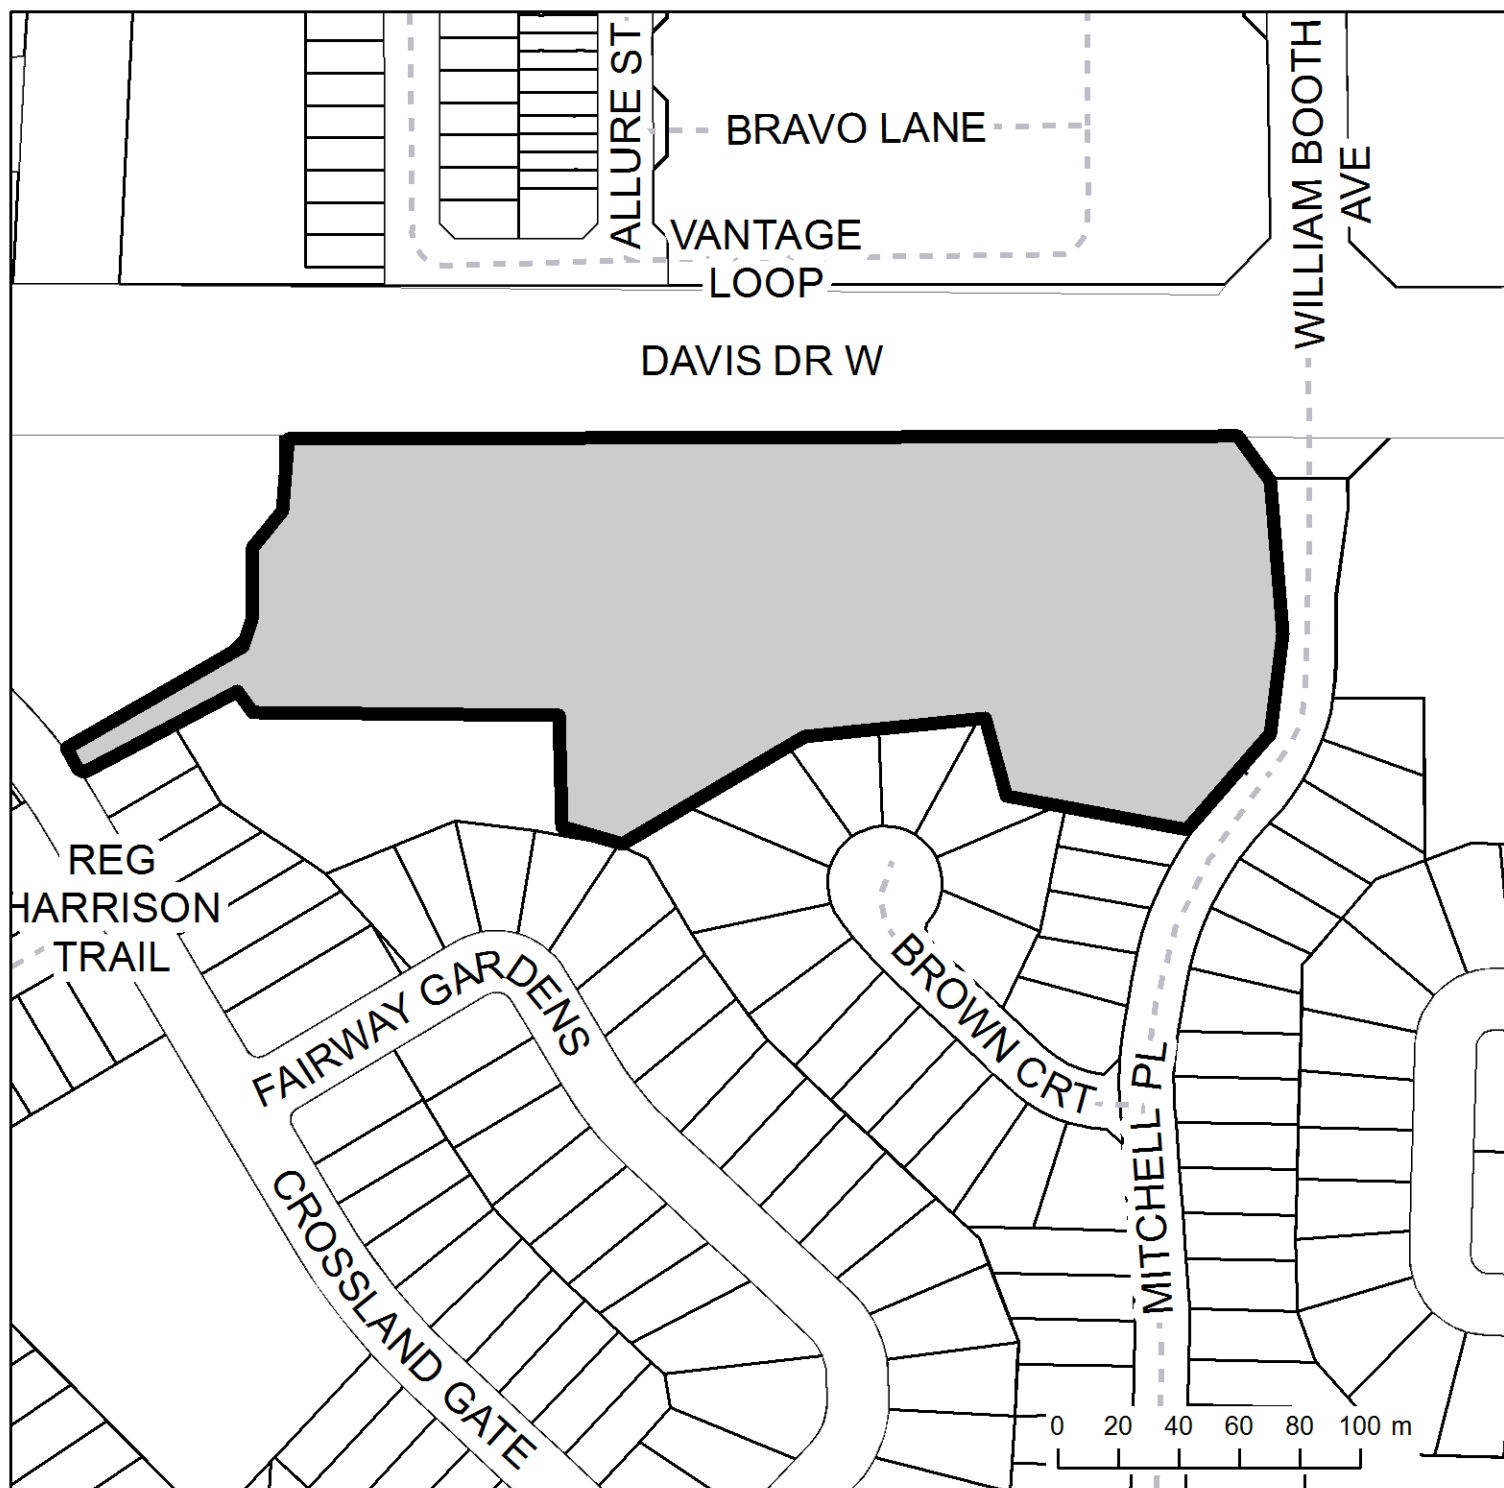 ALLURE ST
BRAVO LANE
WILLIAM BOOTH
AVE
VANTAGE
LOOP
DAVIS DR W
REG
HARRISON
TRAIL
FAIRWAY GARDENS
BROWN CRT
MITCHELL PL
CROSSLAND GATE
0 20 40 60 80 100 m